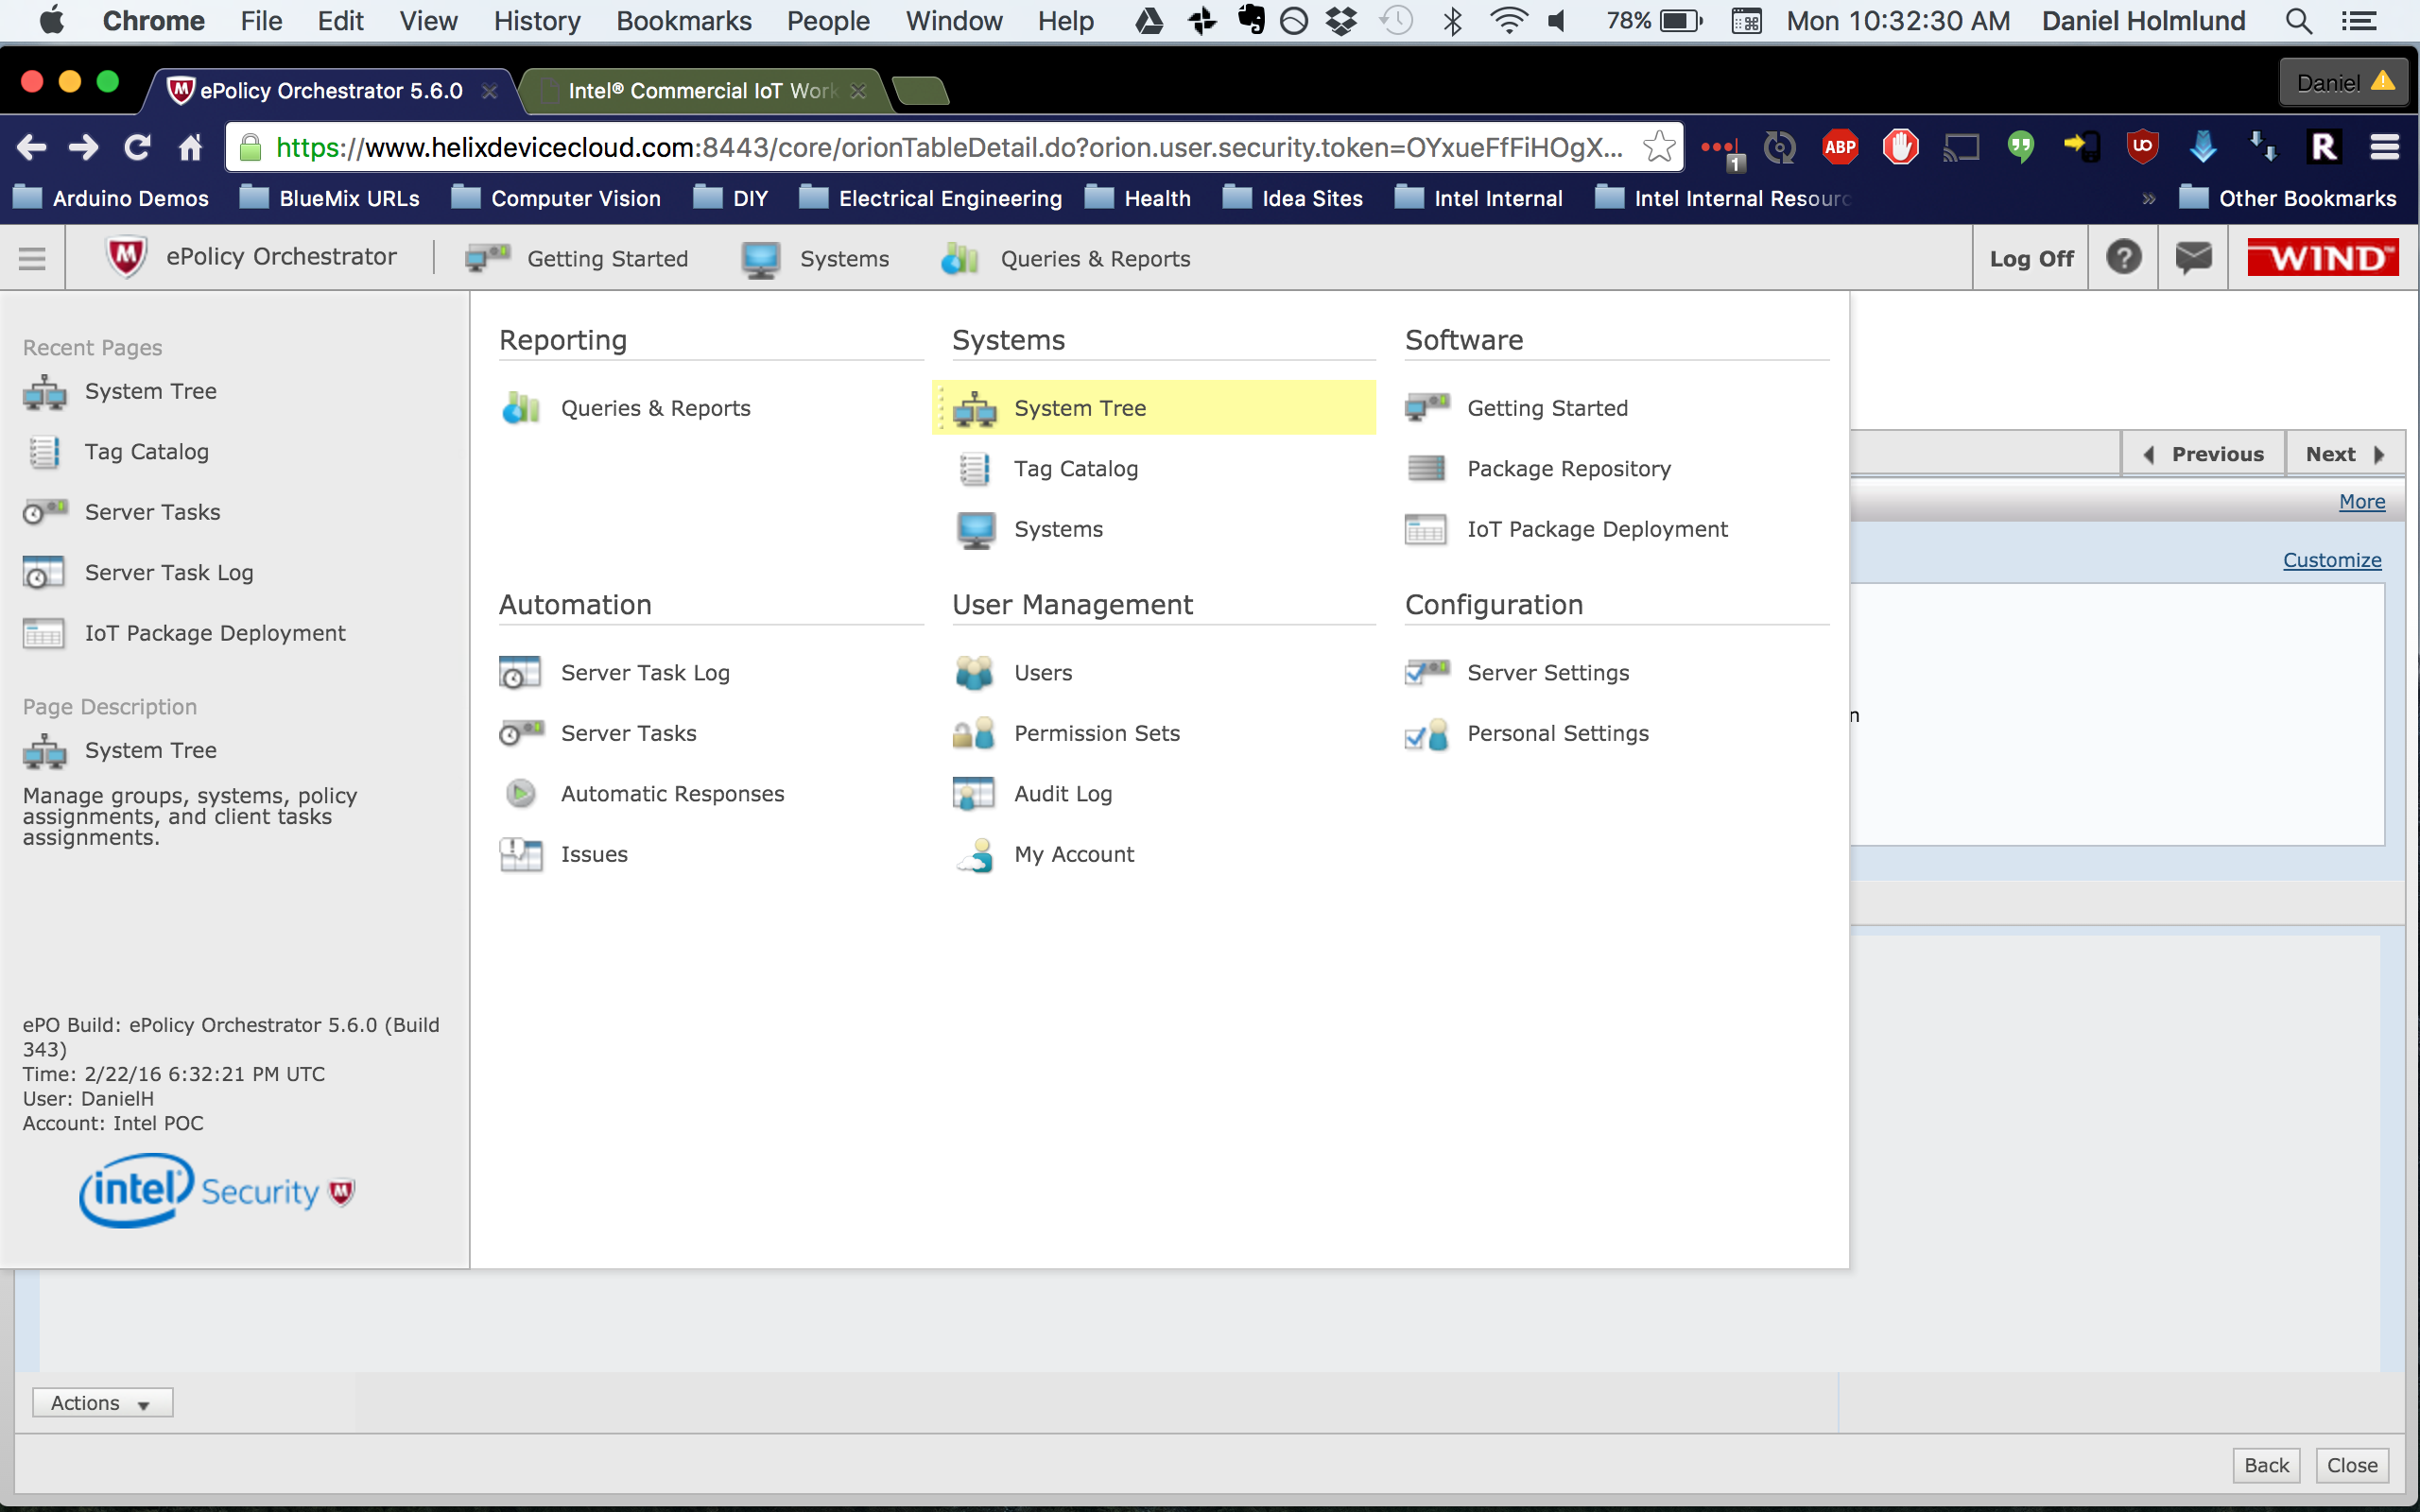 Chrome File Edit View History Bookmarks People Window Help 78% Mon 10:32:30 AM Daniel Holmlund
ePolicy Orchestrator 5.6.0 Intel® Commercial IoT Work Daniel
https://www.helixdevicecloud.com:8443/core/orionTableDetail.do?orion.user.security.token=OYxueFfFiHOgX... 1 ABP R
Arduino Demos BlueMix URLs Computer Vision DIY Electrical Engineering Health Idea Sites Intel Internal Intel Internal Resourc » Other Bookmarks
ePolicy Orchestrator Getting Started Systems Queries & Reports Log Off ? WIND™
Recent Pages
System Tree
Tag Catalog
Server Tasks
Server Task Log
IoT Package Deployment
Page Description
System Tree
Manage groups, systems, policy
assignments, and client tasks
assignments.
ePO Build: ePolicy Orchestrator 5.6.0 (Build
343)
Time: 2/22/16 6:32:21 PM UTC
User: DanielH
Account: Intel POC
intel Security
Reporting
Queries & Reports
Systems
System Tree
Tag Catalog
Systems
Software
Getting Started
Package Repository
IoT Package Deployment
Automation
Server Task Log
Server Tasks
Automatic Responses
Issues
User Management
Users
Permission Sets
Audit Log
My Account
Configuration
Server Settings
Personal Settings
Previous Next
More
Customize
n
Actions
Back Close